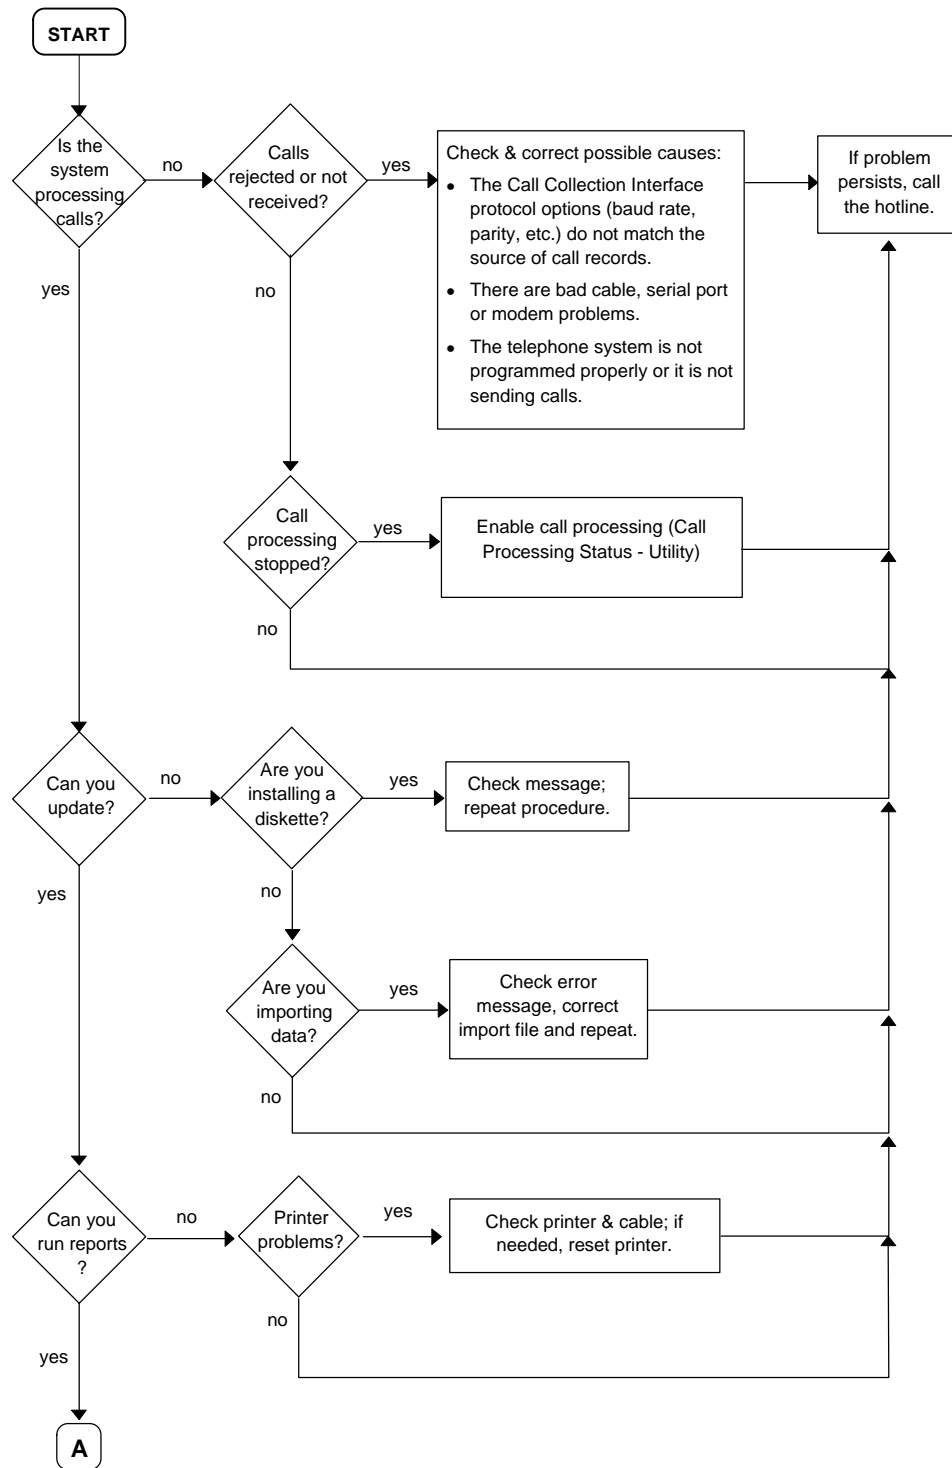 START
Is the
system
processing
calls?
no
Calls
rejected or not
received?
yes
Check & correct possible causes:
• The Call Collection Interface
protocol options (baud rate,
parity, etc.) do not match the
source of call records.
• There are bad cable, serial port
or modem problems.
• The telephone system is not
programmed properly or it is not
sending calls.
If problem
persists, call
the hotline.
yes
no
Call
processing
stopped?
yes
Enable call processing (Call
Processing Status - Utility)
no
Can you
update?
no
Are you
installing a
diskette?
yes
Check message;
repeat procedure.
yes
no
Are you
importing
data?
yes
Check error
message, correct
import file and repeat.
no
Can you
run reports
?
no
Printer
problems?
yes
Check printer & cable; if
needed, reset printer.
no
yes
A